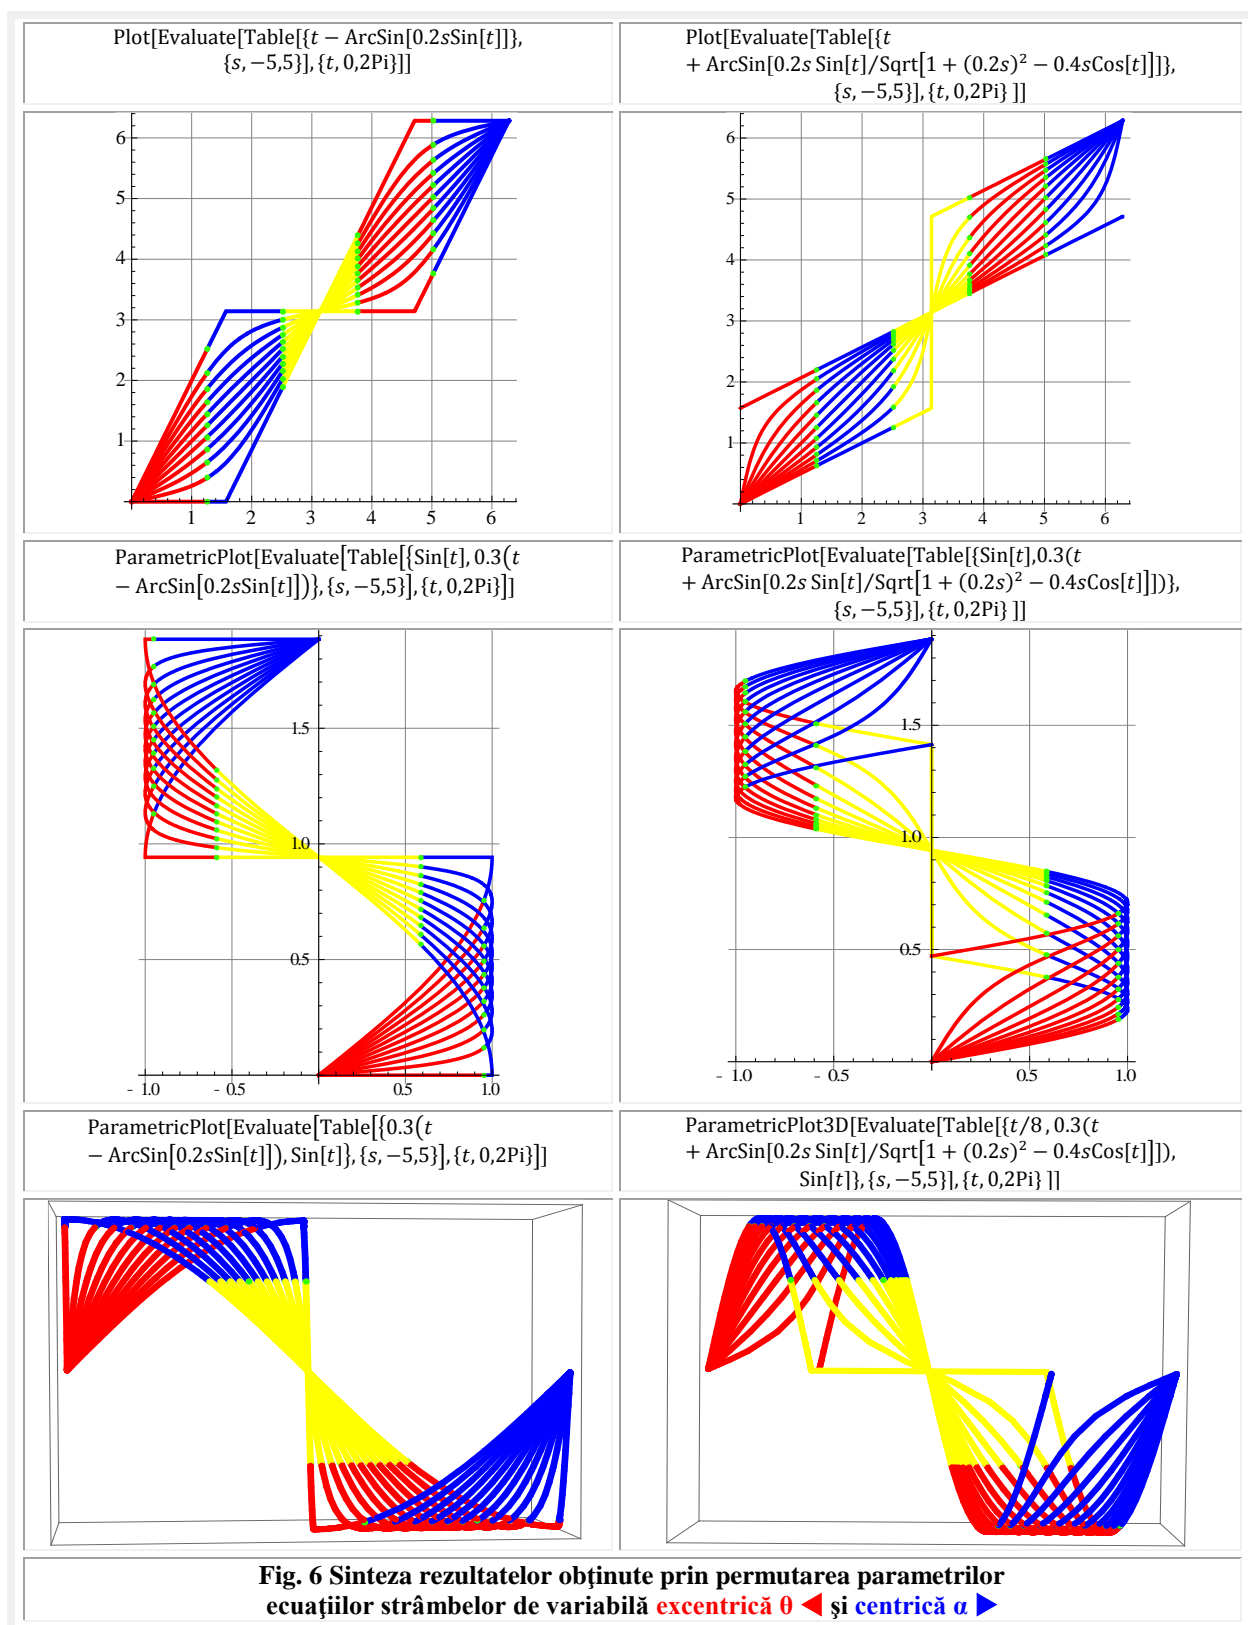 Plot[Evaluate[Table[{t − ArcSin[0.2sSin[t]]},
{s, −5,5}], {t, 0,2Pi}]]
Plot[Evaluate[Table[{t
+ ArcSin[0.2s Sin[t]/Sqrt[1 + (0.2s)² − 0.4sCos[t]]]},
{s, −5,5}], {t, 0,2Pi} ]]
6
5
4
3
2
1
1 2 3 4 5 6
6
5
4
3
2
1
1 2 3 4 5 6
ParametricPlot[Evaluate[Table[{Sin[t], 0.3(t
− ArcSin[0.2sSin[t]])}, {s, −5,5}], {t, 0,2Pi}]]
ParametricPlot[Evaluate[Table[{Sin[t],0.3(t
+ ArcSin[0.2s Sin[t]/Sqrt[1 + (0.2s)² − 0.4sCos[t]]])},
{s, −5,5}], {t, 0,2Pi} ]]
1.5
1.0
0.5
- 1.0 - 0.5 0.5 1.0
1.5
1.0
0.5
- 1.0 - 0.5 0.5 1.0
ParametricPlot[Evaluate[Table[{0.3(t
− ArcSin[0.2sSin[t]]), Sin[t]}, {s, −5,5}], {t, 0,2Pi}]]
ParametricPlot3D[Evaluate[Table[{t/8 , 0.3(t
+ ArcSin[0.2s Sin[t]/Sqrt[1 + (0.2s)² − 0.4sCos[t]]]),
Sin[t]}, {s, −5,5}], {t, 0,2Pi} ]]
Fig. 6 Sinteza rezultatelor obţinute prin permutarea parametrilor
ecuaţiilor strâmbelor de variabilă excentrică θ ◄ şi centrică α ►